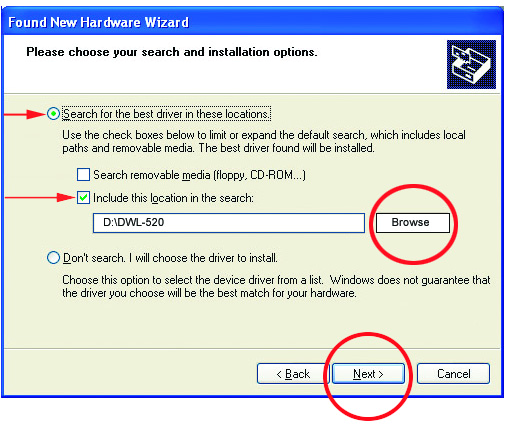 Found New Hardware Wizard
Please choose your search and installation options.
Search for the best driver in these locations.
Use the check boxes below to limit or expand the default search, which includes local
paths and removable media. The best driver found will be installed.
Search removable media (floppy, CD-ROM...)
Include this location in the search:
D:\DWL-520
Browse
Don't search. I will choose the driver to install.
Choose this option to select the device driver from a list. Windows does not guarantee that
the driver you choose will be the best match for your hardware.
< Back
Next >
Cancel